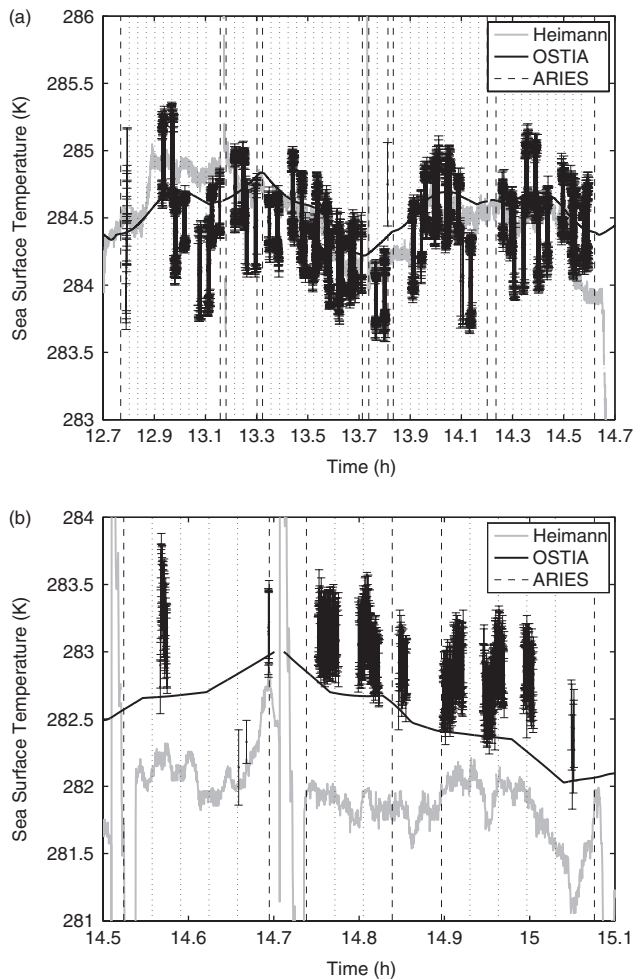 (a)
286
285.5
285
284.5
284
283.5
283
Sea Surface Temperature (K)
Heimann
OSTIA
ARIES
12.7 12.9 13.1 13.3 13.5 13.7 13.9 14.1 14.3 14.5 14.7
Time (h)
(b)
284
283.5
283
282.5
282
281.5
281
Sea Surface Temperature (K)
Heimann
OSTIA
ARIES
14.5 14.6 14.7 14.8 14.9 15 15.1
Time (h)